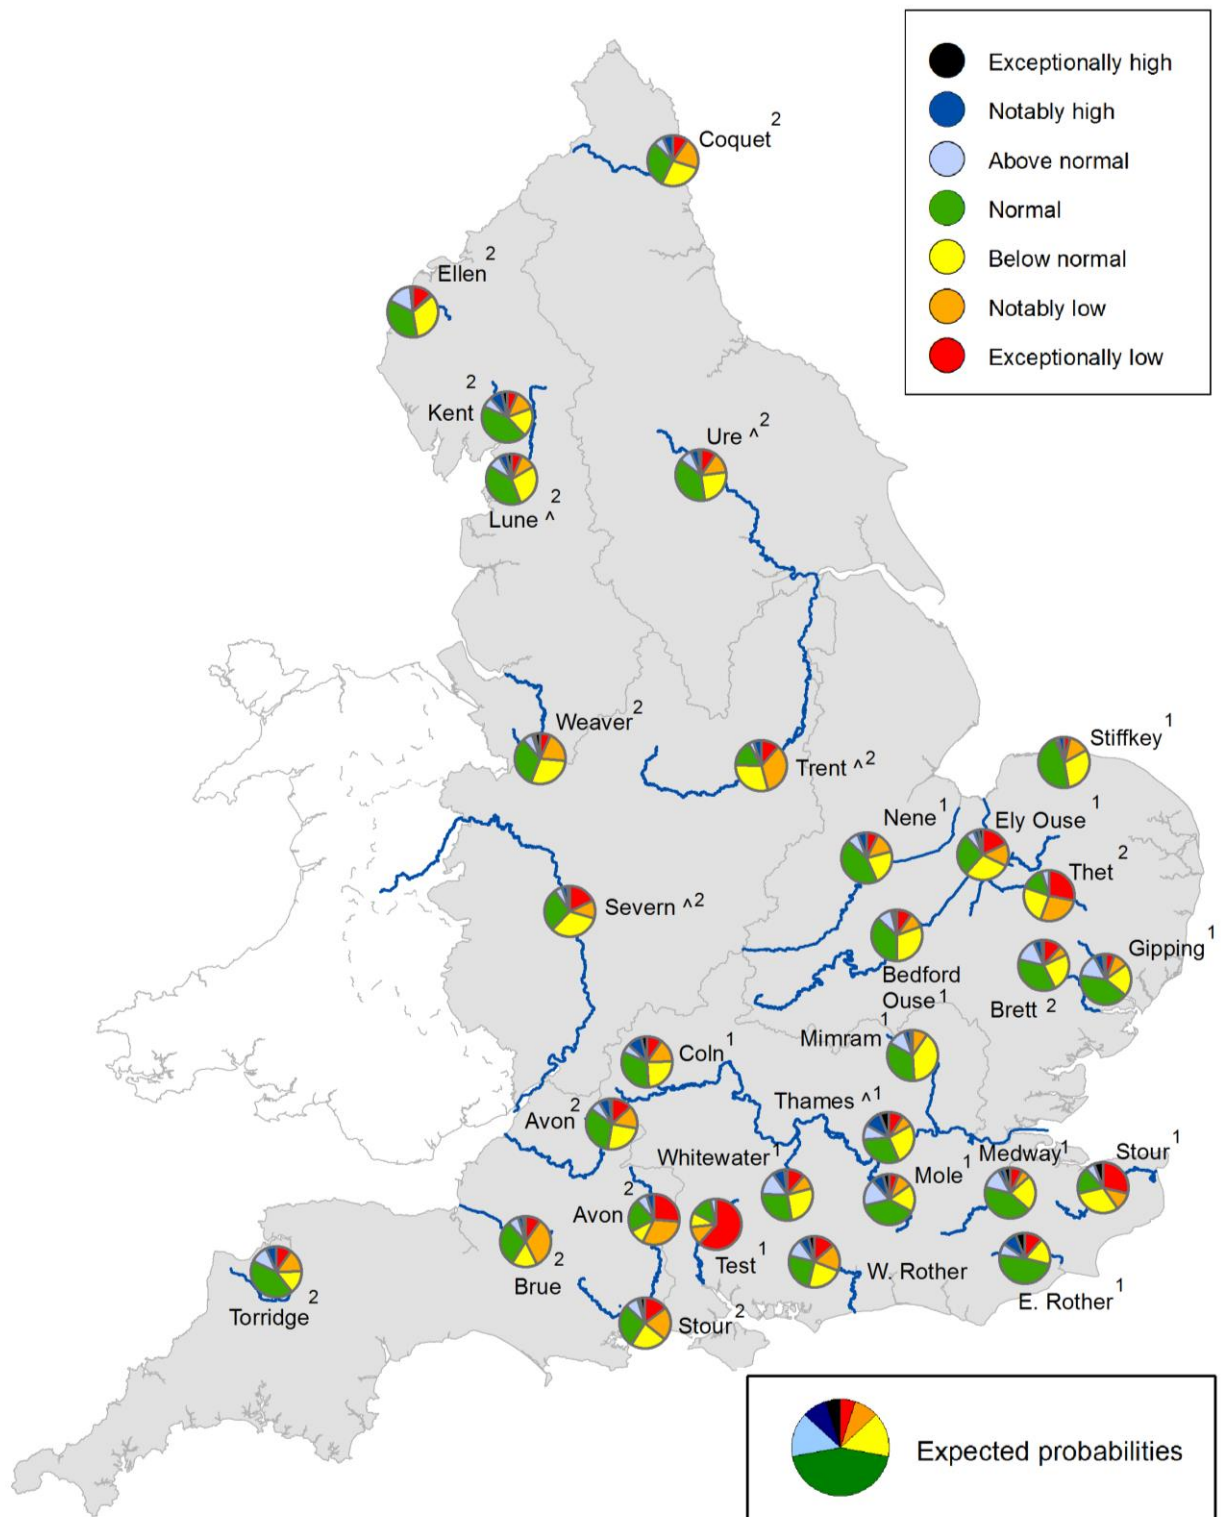 Exceptionally high
Notably high
Above normal
Normal
Below normal
Notably low
Exceptionally low
Coquet 2
Ellen 2
2
Kent
Ure ^ 2
2
Lune ^
Weaver 2
Trent ^ 2
Stiffkey 1
Nene 1
Ely Ouse 1
Thet 2
Severn ^ 2
Gipping 1
Bedford
Ouse 1
Brett 2
Mimram 1
Coln 1
Thames ^ 1
Avon 2
Whitewater 1
Mole 1
Medway 1
Stour 1
2
Avon
Test 1
Brue 2
W. Rother
E. Rother 1
Torridge 2
Stour 2
Expected probabilities